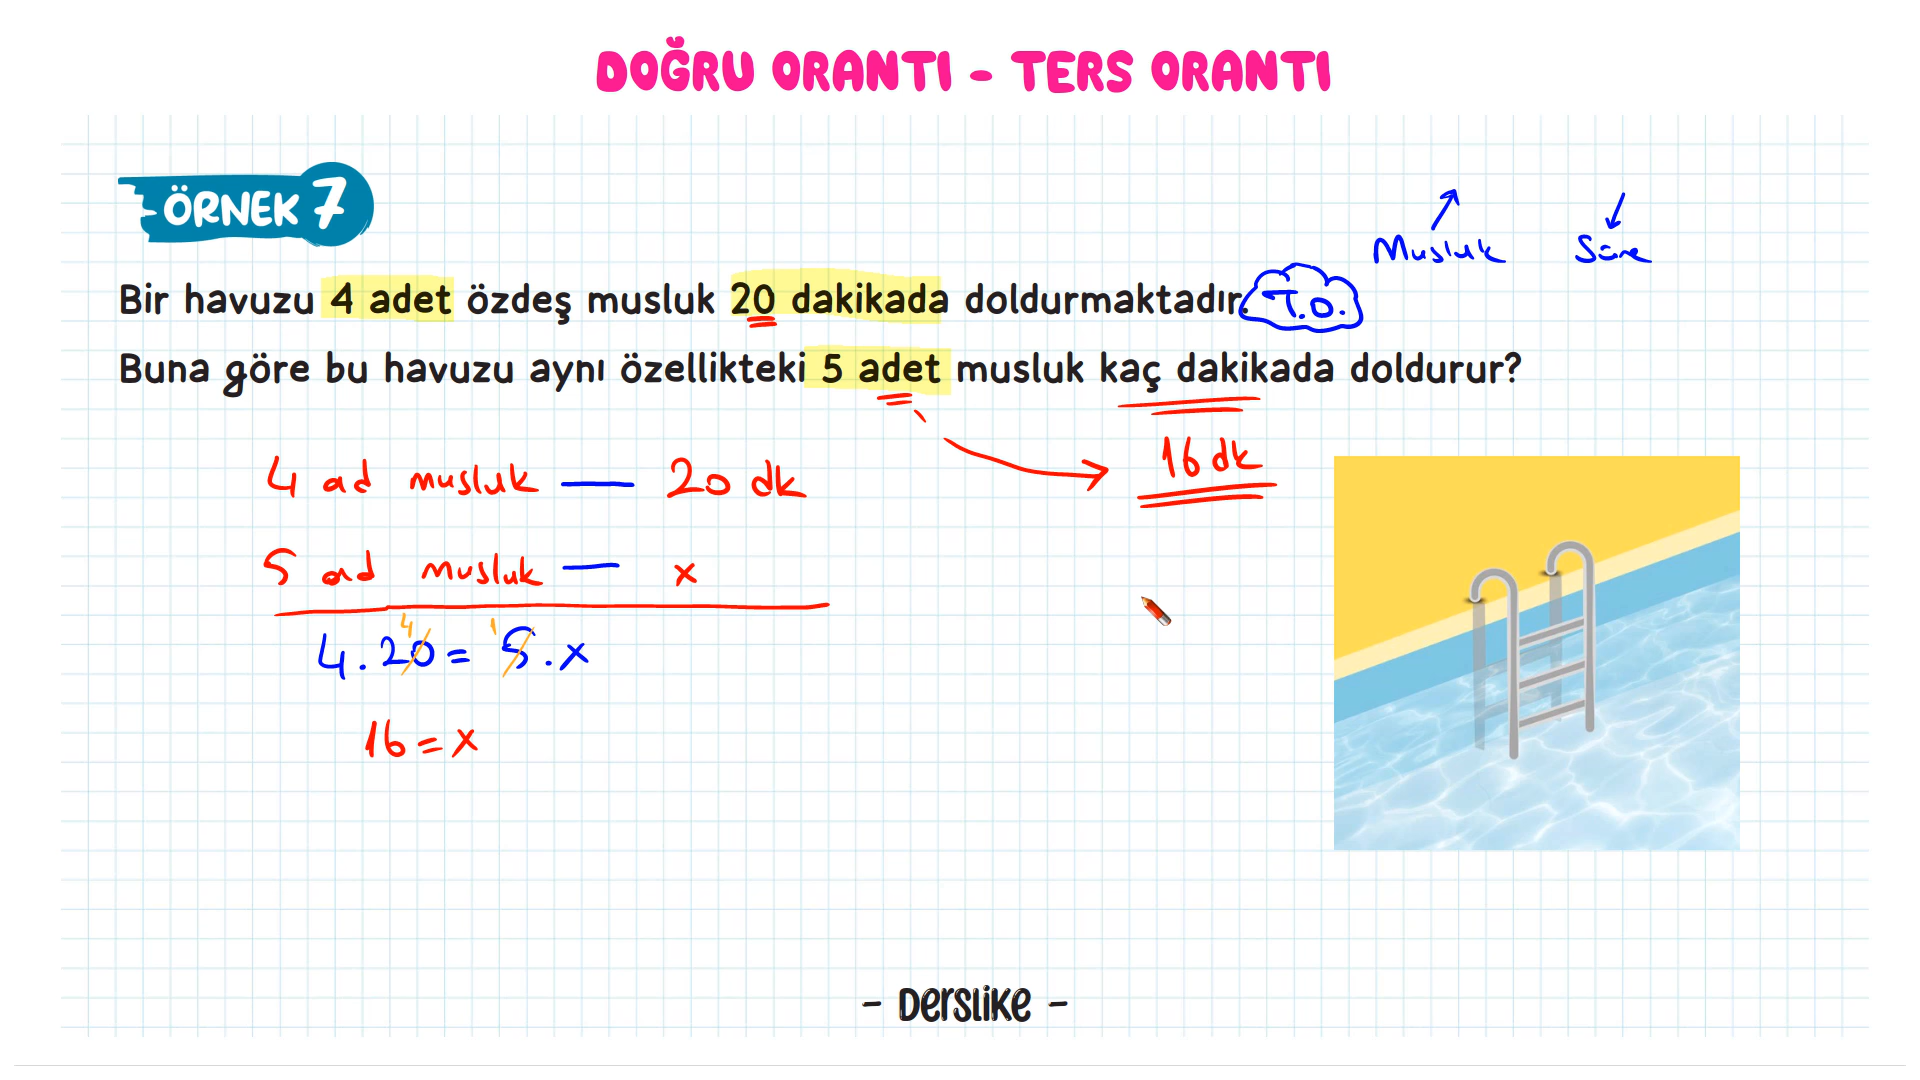 DOĞRU ORANTI - TERS ORANTI
ÖRNEK 7
Musluk Süre
Bir havuzu 4 adet özdeş musluk 20 dakikada doldurmaktadır. T.O.
Buna göre bu havuzu aynı özellikteki 5 adet musluk kaç dakikada doldurur?
16 dk
4 ad musluk — 20 dk
5 ad musluk — x
4 1
4.20 = 5.x
16 = x
- Derslike -